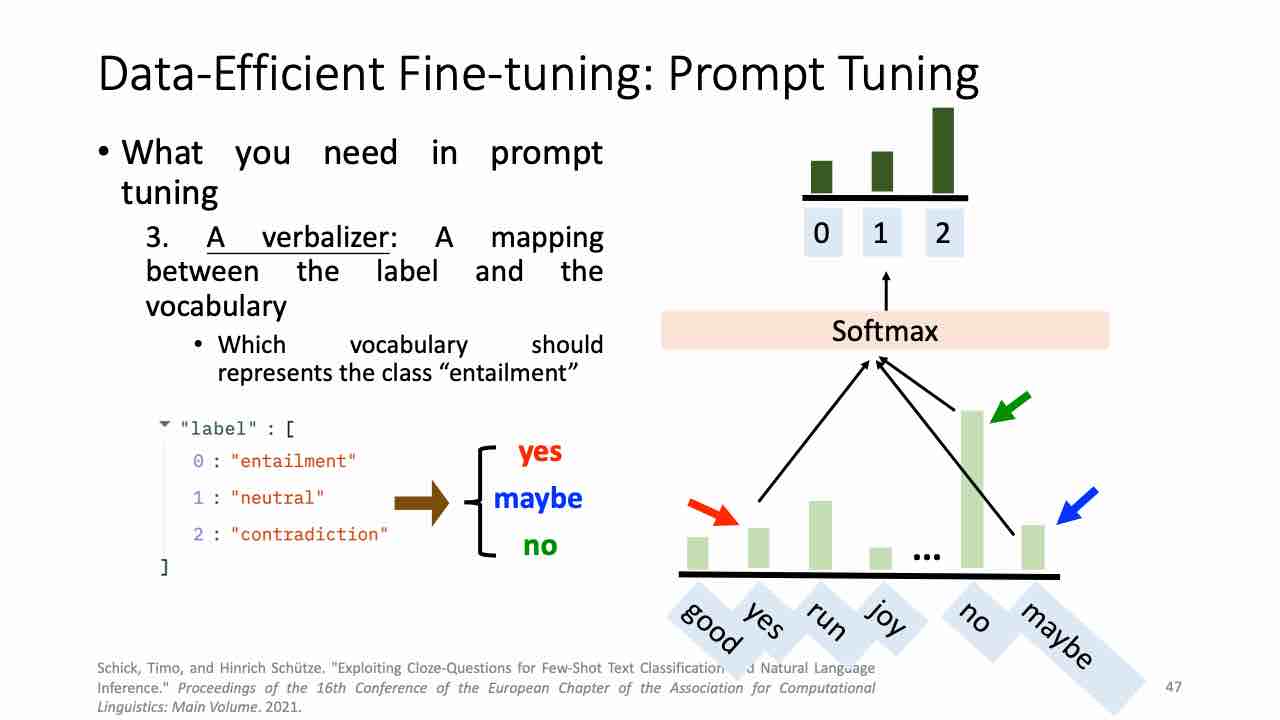 Data-Efficient Fine-tuning: Prompt Tuning
• What you need in prompt
tuning
3. A verbalizer: A mapping
between the label and the
vocabulary
• Which vocabulary should
represents the class “entailment”
"label" : [
0 : "entailment"
1 : "neutral"
2 : "contradiction"
]
yes
maybe
no
0 1 2
Softmax
...
good yes run joy no maybe
Schick, Timo, and Hinrich Schütze. "Exploiting Cloze-Questions for Few-Shot Text Classification d Natural Language
Inference." Proceedings of the 16th Conference of the European Chapter of the Association for Computational
Linguistics: Main Volume. 2021.
47